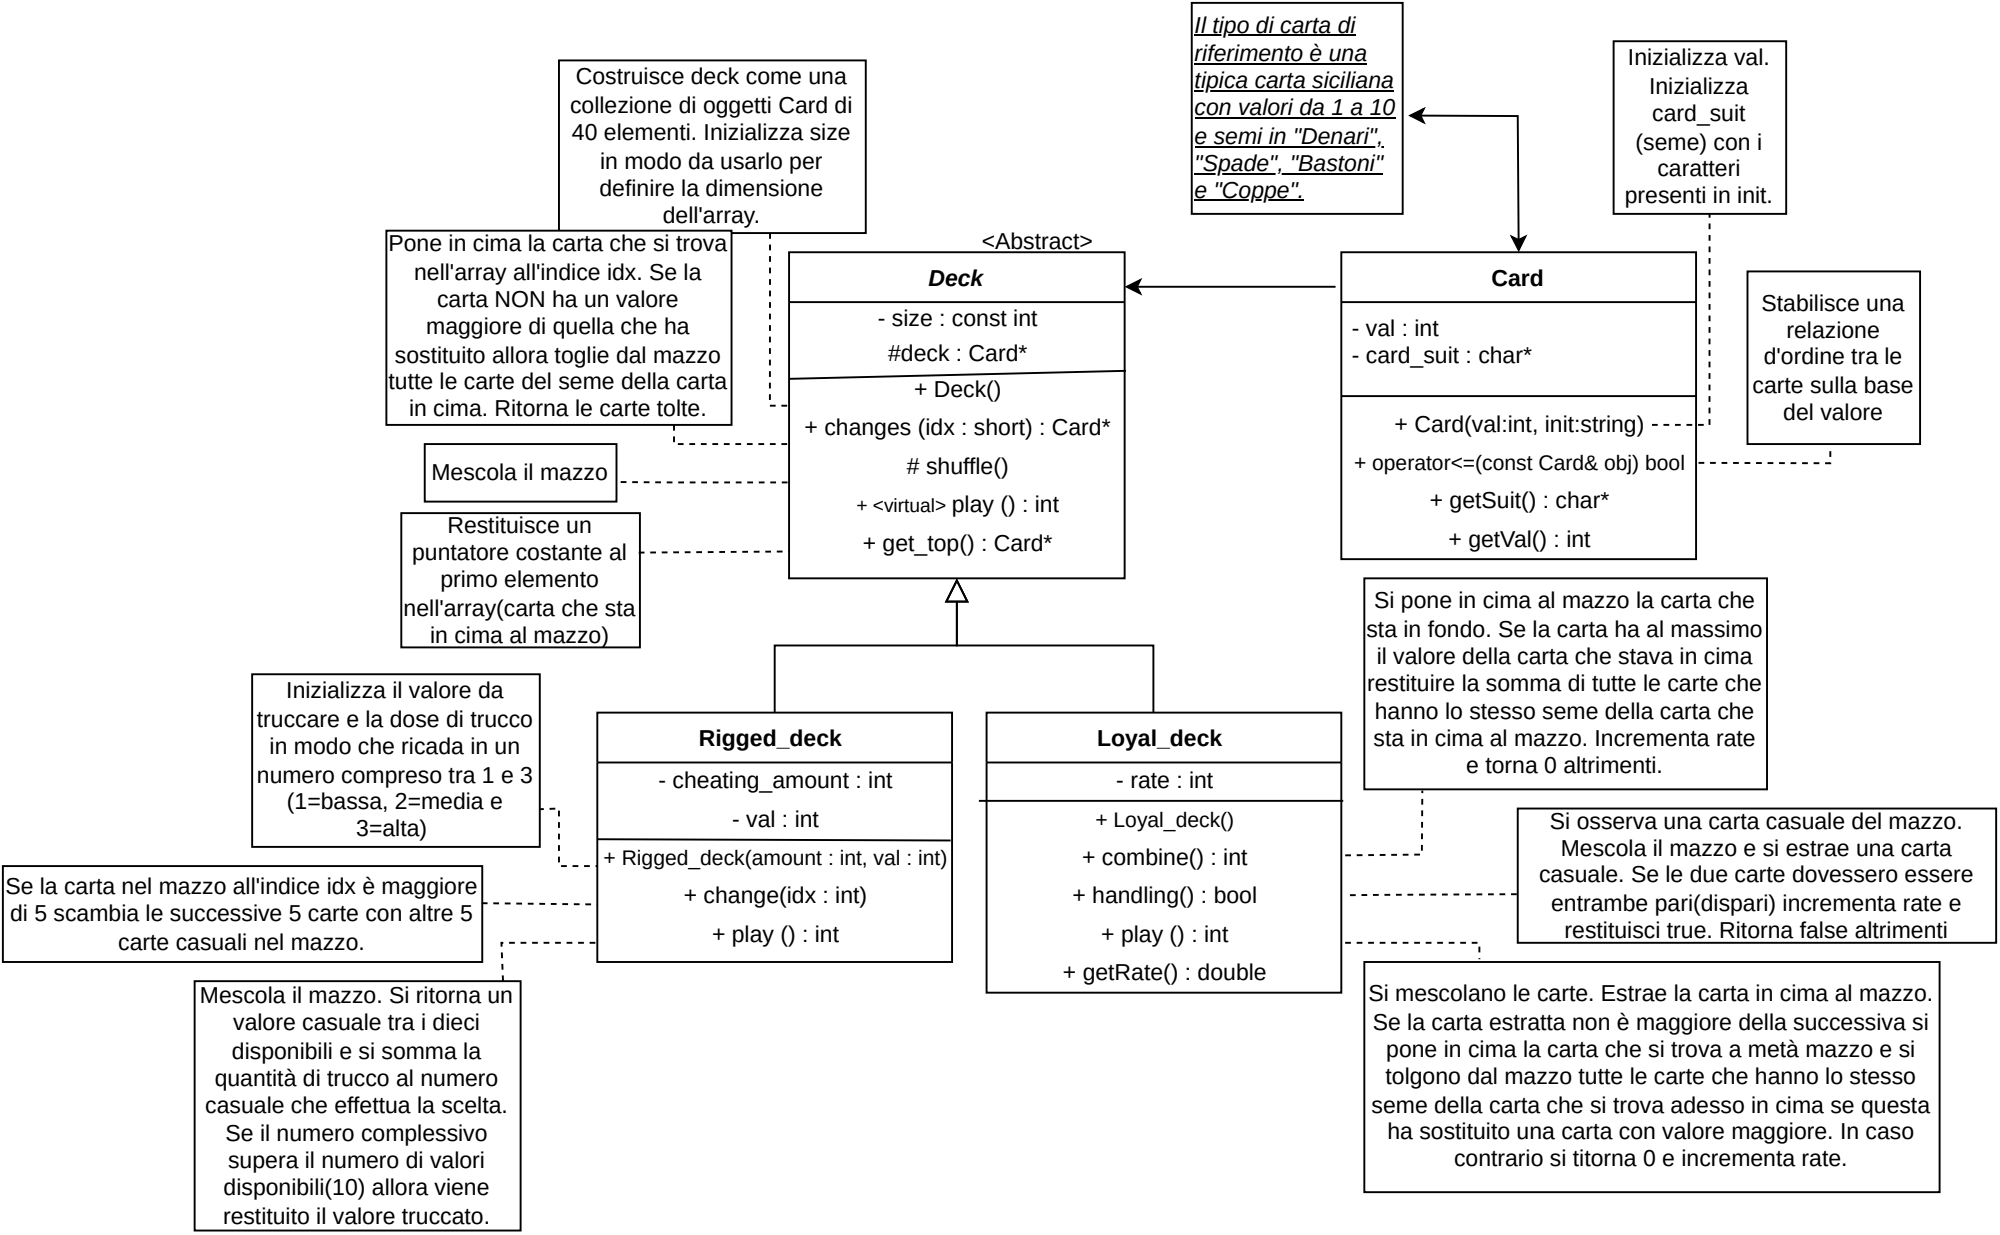 Il tipo di carta di
riferimento è una
tipica carta siciliana
con valori da 1 a 10
e semi in "Denari",
"Spade", "Bastoni"
e "Coppe".
Inizializza val.
Inizializza
card_suit
(seme) con i
caratteri
presenti in init.
Costruisce deck come una
collezione di oggetti Card di
40 elementi. Inizializza size
in modo da usarlo per
definire la dimensione
dell'array.
Pone in cima la carta che si trova
nell'array all'indice idx. Se la
carta NON ha un valore
maggiore di quella che ha
sostituito allora toglie dal mazzo
tutte le carte del seme della carta
in cima. Ritorna le carte tolte.
Mescola il mazzo
Restituisce un
puntatore costante al
primo elemento
nell'array(carta che sta
in cima al mazzo)
<Abstract>
Deck
- size : const int
#deck : Card*
+ Deck()
+ changes (idx : short) : Card*
# shuffle()
+ <virtual> play () : int
+ get_top() : Card*
Card
- val : int
- card_suit : char*
+ Card(val:int, init:string)
+ operator<=(const Card& obj) bool
+ getSuit() : char*
+ getVal() : int
Stabilisce una
relazione
d'ordine tra le
carte sulla base
del valore
Si pone in cima al mazzo la carta che
sta in fondo. Se la carta ha al massimo
il valore della carta che stava in cima
restituire la somma di tutte le carte che
hanno lo stesso seme della carta che
sta in cima al mazzo. Incrementa rate
e torna 0 altrimenti.
Inizializza il valore da
truccare e la dose di trucco
in modo che ricada in un
numero compreso tra 1 e 3
(1=bassa, 2=media e
3=alta)
Se la carta nel mazzo all'indice idx è maggiore
di 5 scambia le successive 5 carte con altre 5
carte casuali nel mazzo.
Mescola il mazzo. Si ritorna un
valore casuale tra i dieci
disponibili e si somma la
quantità di trucco al numero
casuale che effettua la scelta.
Se il numero complessivo
supera il numero di valori
disponibili(10) allora viene
restituito il valore truccato.
Rigged_deck
- cheating_amount : int
- val : int
+ Rigged_deck(amount : int, val : int)
+ change(idx : int)
+ play () : int
Loyal_deck
- rate : int
+ Loyal_deck()
+ combine() : int
+ handling() : bool
+ play () : int
+ getRate() : double
Si osserva una carta casuale del mazzo.
Mescola il mazzo e si estrae una carta
casuale. Se le due carte dovessero essere
entrambe pari(dispari) incrementa rate e
restituisci true. Ritorna false altrimenti
Si mescolano le carte. Estrae la carta in cima al mazzo.
Se la carta estratta non è maggiore della successiva si
pone in cima la carta che si trova a metà mazzo e si
tolgono dal mazzo tutte le carte che hanno lo stesso
seme della carta che si trova adesso in cima se questa
ha sostituito una carta con valore maggiore. In caso
contrario si titorna 0 e incrementa rate.